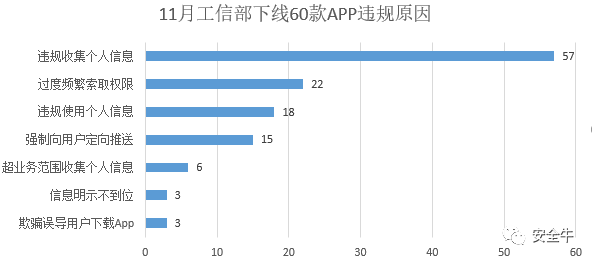 11月工信部下线60款APP违规原因
违规收集个人信息 57
过度频繁索取权限 22
违规使用个人信息 18
强制向用户定向推送 15
超业务范围收集个人信息 6
信息明示不到位 3
欺骗误导用户下载App 3
0 10 20 30 40 50 60
安全牛